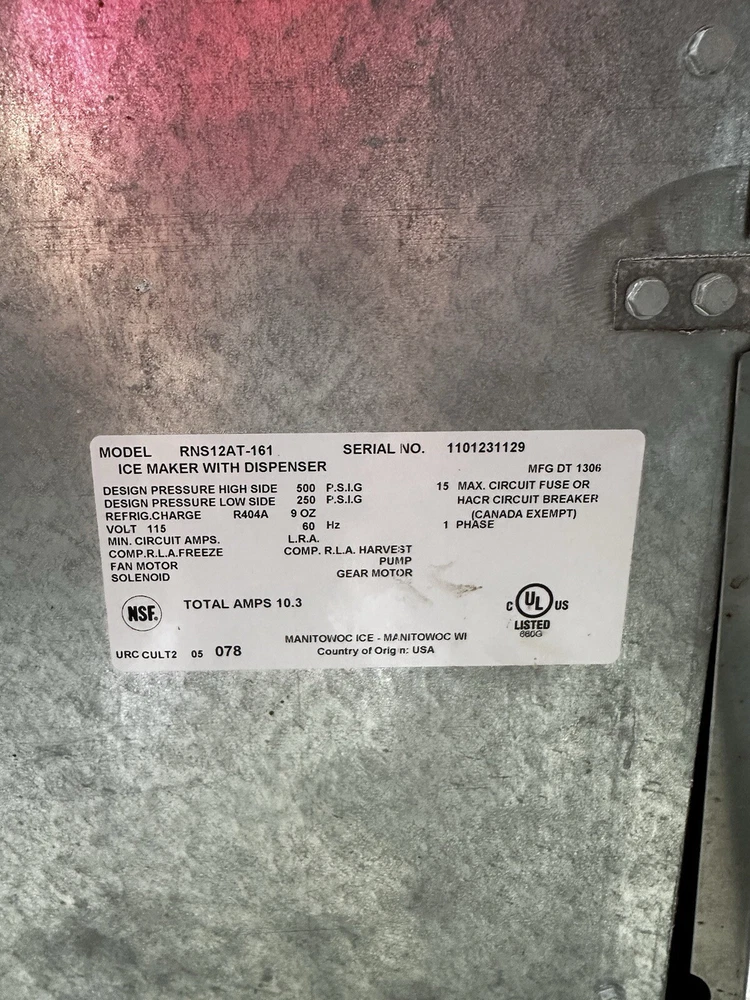 MODEL RNS12AT-161 SERIAL NO. 1101231129
ICE MAKER WITH DISPENSER MFG DT 1306
DESIGN PRESSURE HIGH SIDE 500 P.S.I.G 15 MAX. CIRCUIT FUSE OR
DESIGN PRESSURE LOW SIDE 250 P.S.I.G HACR CIRCUIT BREAKER
REFRIG.CHARGE R404A 9 OZ (CANADA EXEMPT)
VOLT 115 60 Hz 1 PHASE
MIN. CIRCUIT AMPS. L.R.A.
COMP.R.L.A.FREEZE COMP. R.L.A. HARVEST
FAN MOTOR PUMP
SOLENOID GEAR MOTOR
NSF. TOTAL AMPS 10.3 C UL US
LISTED
660G
MANITOWOC ICE - MANITOWOC WI
URC CULT2 05 078 Country of Origin: USA